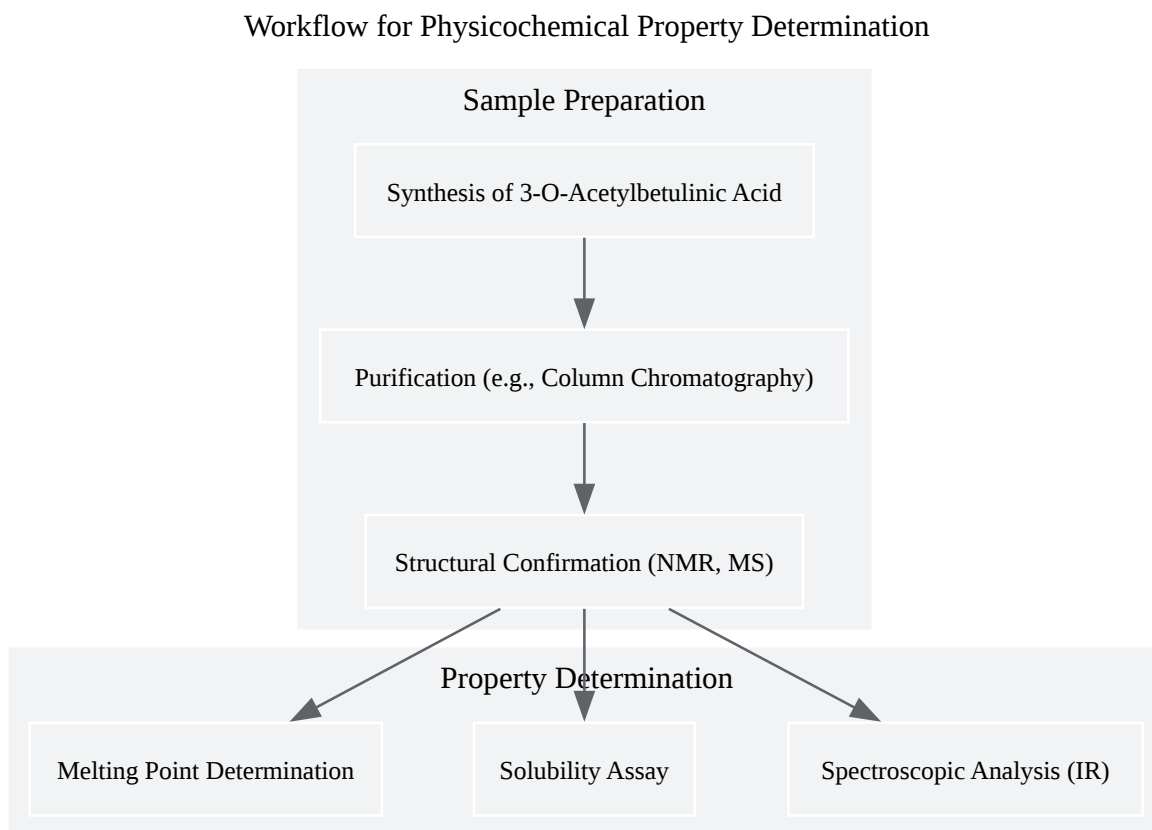 Workflow for Physicochemical Property Determination
Sample Preparation
Synthesis of 3-O-Acetylbetulinic Acid
Purification (e.g., Column Chromatography)
Structural Confirmation (NMR, MS)
Property Determination
Melting Point Determination
Solubility Assay
Spectroscopic Analysis (IR)